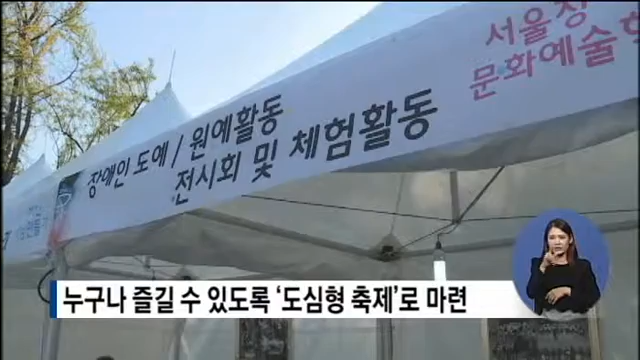 서울장
문화예술
장애인 도예 / 원예활동
전시회 및 체험활동
누구나 즐길 수 있도록 ‘도심형 축제’로 마련